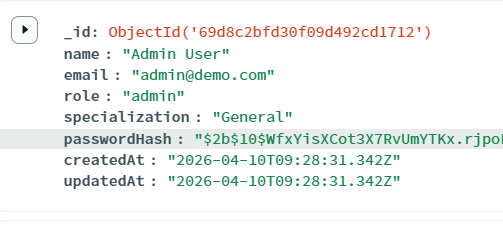 _id: ObjectId('69d8c2bfd30f09d492cd1712')
name : "Admin User"
email : "admin@demo.com"
role : "admin"
specialization : "General"
passwordHash : "$2b$10$WfxYisXCot3X7RvUmYTKx.rjpo
createdAt : "2026-04-10T09:28:31.342Z"
updatedAt : "2026-04-10T09:28:31.342Z"